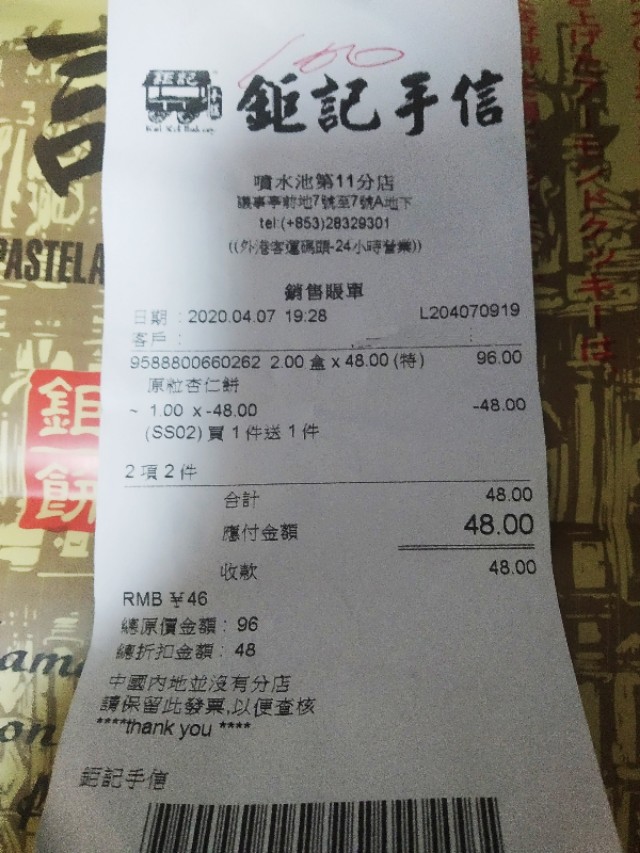 100
鉅記
手信
Koi Kei Bakery
鉅記手信
噴水池第11分店
議事亭前地7號至7號A地下
tel:(+853)28329301
((外港客運碼頭-24小時營業))
銷售賬單
日期 : 2020.04.07 19:28 L204070919
客戶 : :
9588800660262 2.00 盒 x 48.00 (特) 96.00
原粒杏仁餅
~ 1.00 x -48.00 -48.00
(SS02) 買 1 件送 1 件
2 項 2 件
合計 48.00
應付金額 48.00
收款 48.00
RMB ￥46
總原價金額 : 96
總折扣金額 : 48
中國內地並沒有分店
請保留此發票,以便查核
****thank you ****
鉅記手信
PASTELA
鉅
餅